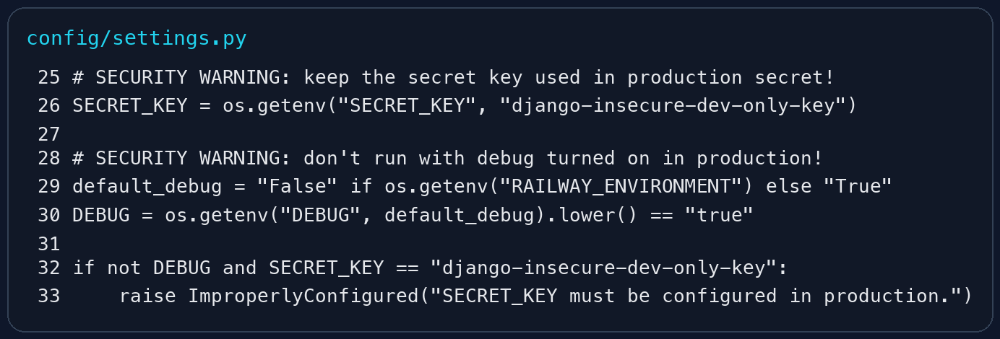 config/settings.py
25 # SECURITY WARNING: keep the secret key used in production secret!
26 SECRET_KEY = os.getenv("SECRET_KEY", "django-insecure-dev-only-key")
27
28 # SECURITY WARNING: don't run with debug turned on in production!
29 default_debug = "False" if os.getenv("RAILWAY_ENVIRONMENT") else "True"
30 DEBUG = os.getenv("DEBUG", default_debug).lower() == "true"
31
32 if not DEBUG and SECRET_KEY == "django-insecure-dev-only-key":
33     raise ImproperlyConfigured("SECRET_KEY must be configured in production.")